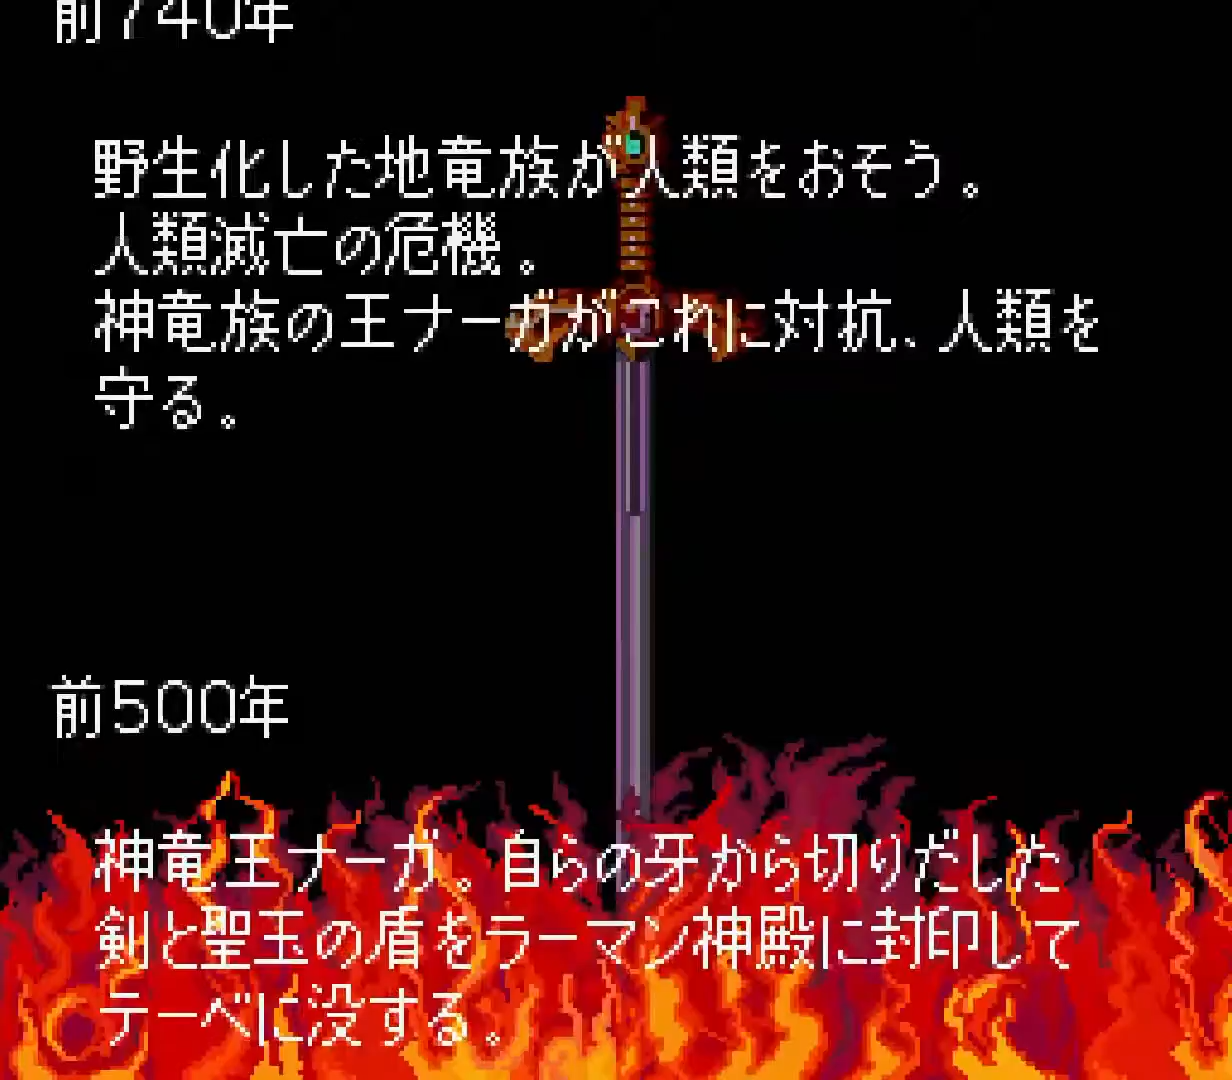 前740年
野生化した地竜族が人類をおそう。
人類滅亡の危機。
神竜族の王ナーガがこれに対抗、人類を
守る。
前500年
神竜王ナーガ。自らの牙から切りだした
剣と聖玉の盾をラーマン神殿に封印して
テーベに没する。